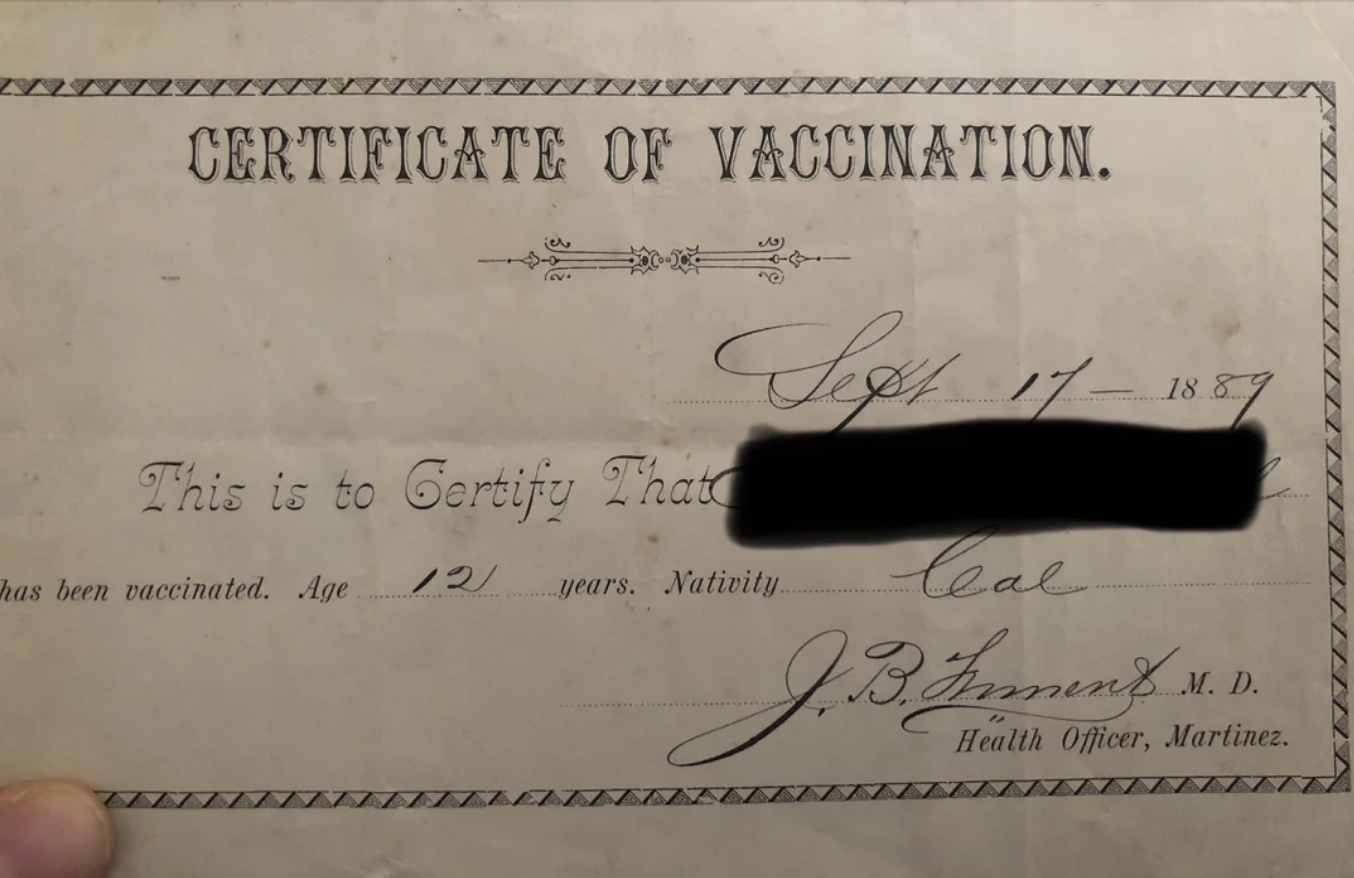 CERTIFICATE OF VACCINATION.
Sept 17 — 1889
This is to Certify That
has been vaccinated. Age 12 years. Nativity Cal
J. B. M. D.
Health Officer, Martinez.